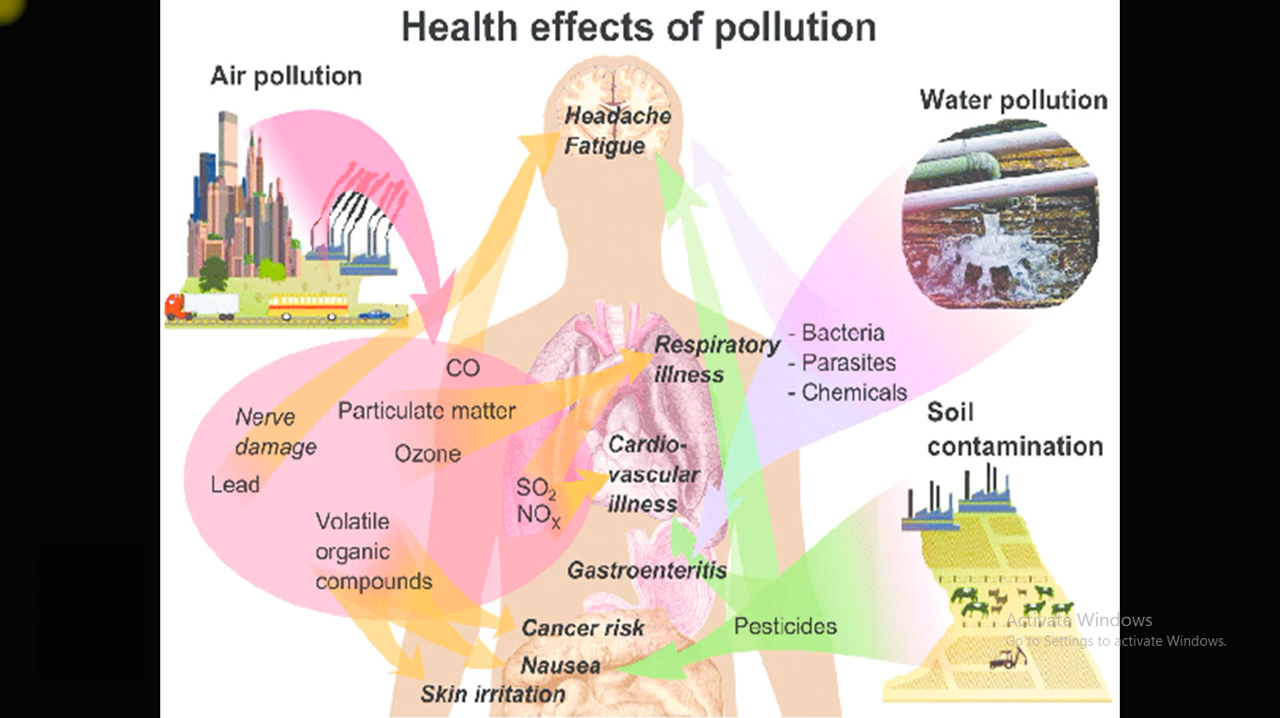 Health effects of pollution
Air pollution
Water pollution
Headache
Fatigue
CO
Particulate matter
Ozone
Nerve
damage
Lead
Volatile
organic
compounds
SO₂
NOₓ
Respiratory
illness
Cardio-
vascular
illness
Gastroenteritis
Cancer risk
Nausea
Skin irritation
- Bacteria
- Parasites
- Chemicals
Soil
contamination
Pesticides
Activate Windows
Go to Settings to activate Windows.